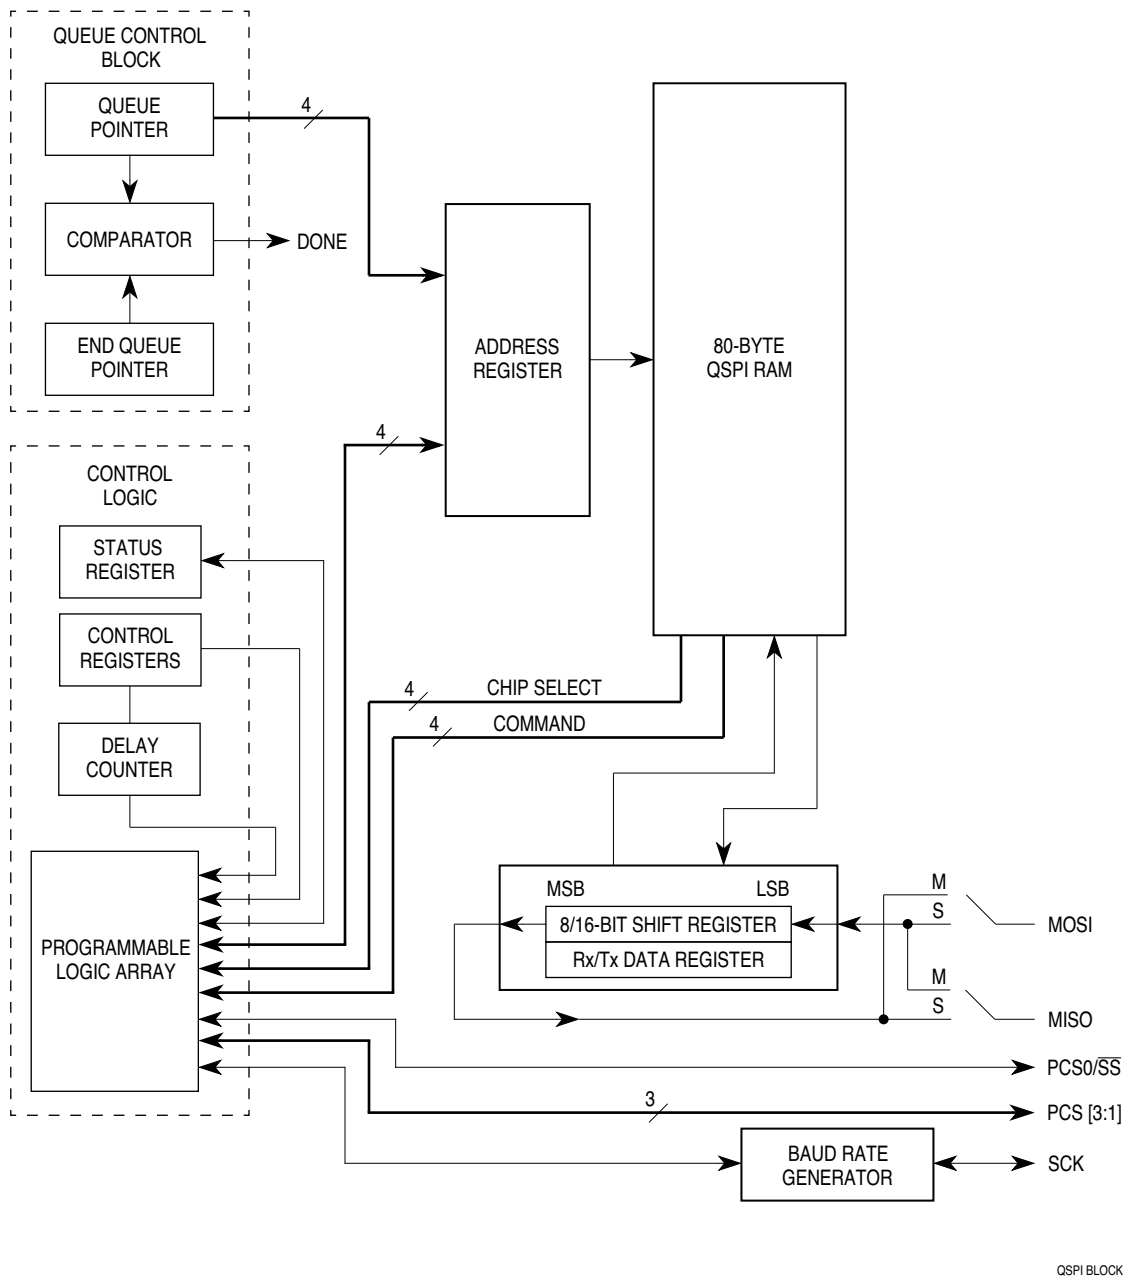 QUEUE CONTROL
BLOCK
QUEUE
POINTER
4
COMPARATOR
DONE
END QUEUE
POINTER
ADDRESS
REGISTER
80-BYTE
QSPI RAM
4
CONTROL
LOGIC
STATUS
REGISTER
CONTROL
REGISTERS
DELAY
COUNTER
4
CHIP SELECT
4
COMMAND
PROGRAMMABLE
LOGIC ARRAY
MSB
LSB
8/16-BIT SHIFT REGISTER
Rx/Tx DATA REGISTER
M
S
MOSI
M
S
MISO
PCS0/S̅S̅
3
PCS [3:1]
BAUD RATE
GENERATOR
SCK
QSPI BLOCK